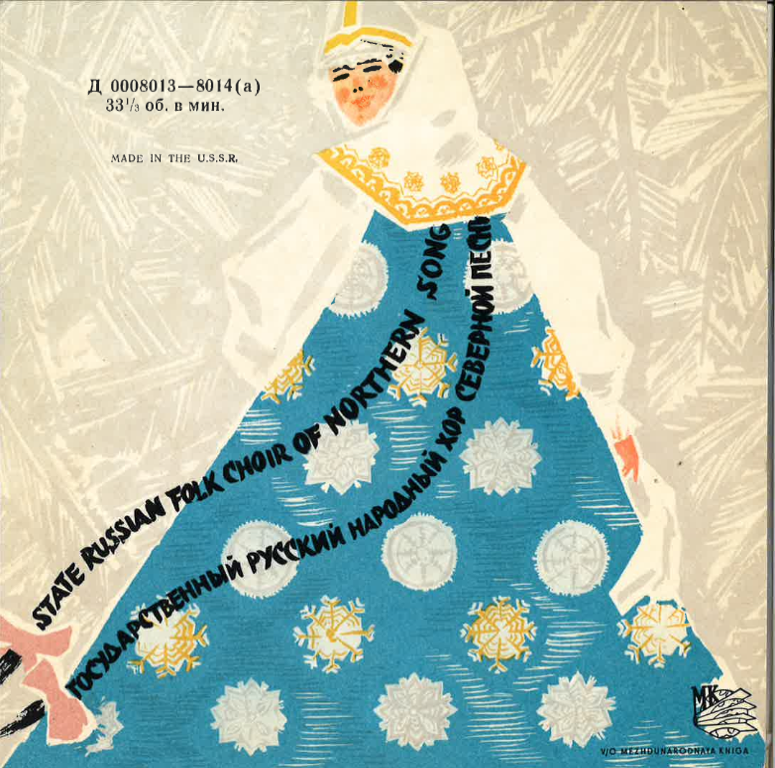 Д 0008013—8014(а)
33⅓ об. в мин.
MADE IN THE U.S.S.R.
STATE RUSSIAN FOLK CHOIR OF NORTHERN SONG
ГОСУДАРСТВЕННЫЙ РУССКИЙ НАРОДНЫЙ ХОР СЕВЕРНОЙ ПЕСНИ
МК
V/O MEZHDUNARODNAIA KNIGA